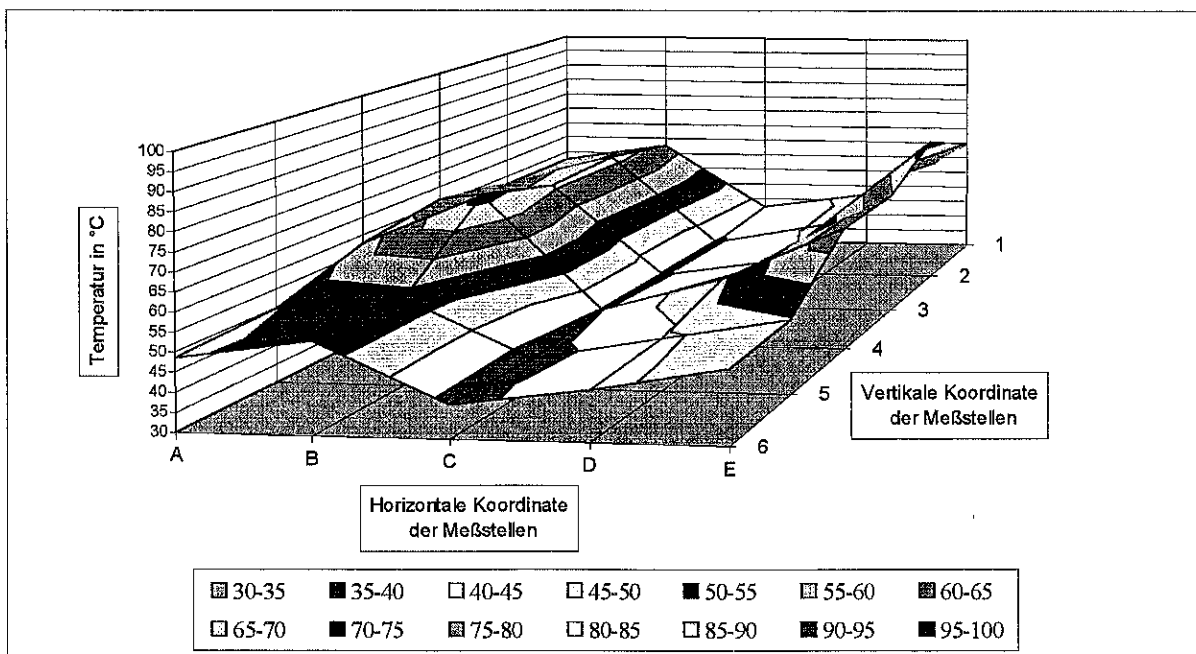 Temperatur in °C
100
95
90
85
80
75
70
65
60
55
50
45
40
35
30
A
B
C
D
E
1
2
3
4
5
6
Vertikale Koordinate
der Meßstellen
Horizontale Koordinate
der Meßstellen
30-35 35-40 40-45 45-50 50-55 55-60 60-65
65-70 70-75 75-80 80-85 85-90 90-95 95-100